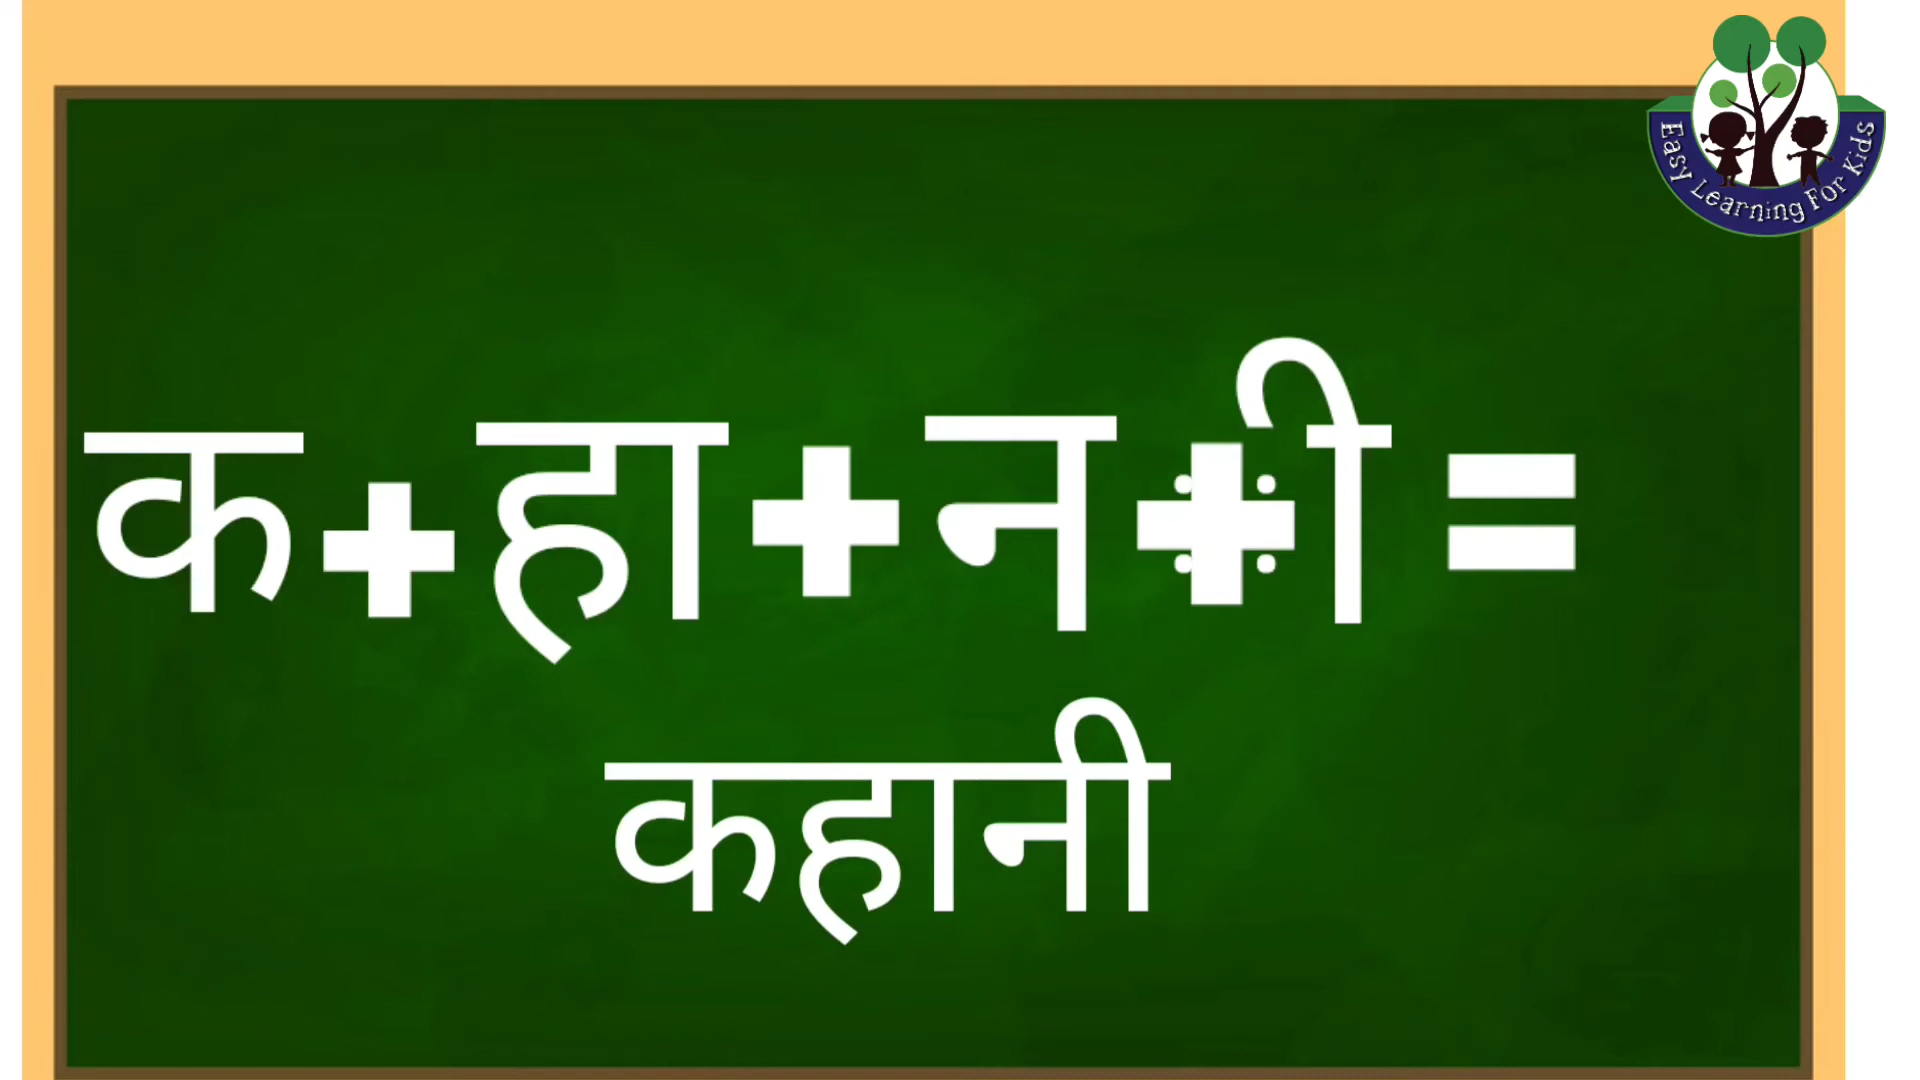 Easy Learning For Kids
क + हा + न + ी =
कहानी